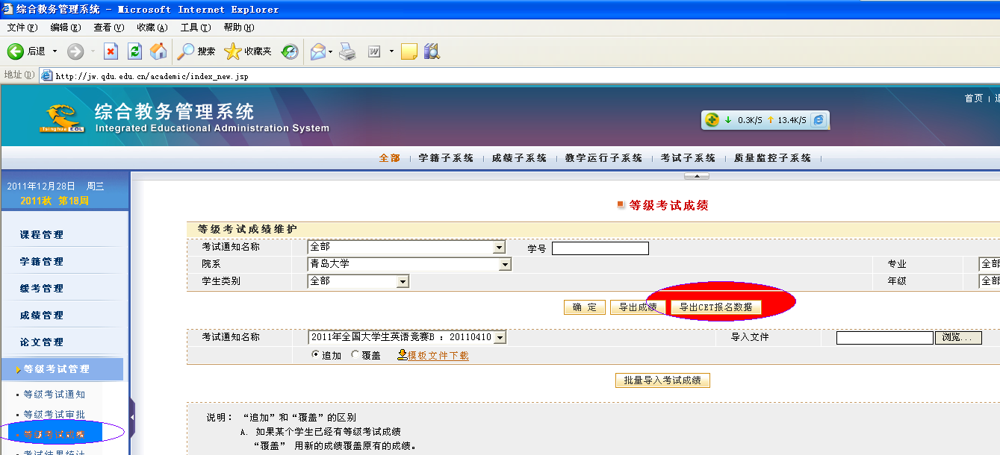 综合教务管理系统 - Microsoft Internet Explorer
文件(F) 编辑(E) 查看(V) 收藏(A) 工具(T) 帮助(H)
后退 搜索 收藏夹
地址(D) http://jw.qdu.edu.cn/academic/index_new.jsp
首页 |
综合教务管理系统
Tsinghua EOL
Integrated Educational Administration System
0.3K/S 13.4K/S
全部 | 学籍子系统 | 成绩子系统 | 教学运行子系统 | 考试子系统 | 质量监控子系统 |
2011年12月28日 周三
2011秋 第18周
课程管理
学籍管理
缓考管理
成绩管理
论文管理
等级考试管理
等级考试通知
等级考试审批
等级考试成绩
考试结果统计
等级考试成绩
等级考试成绩维护
考试通知名称 全部 学号
院系 青岛大学 专业 全部
学生类别 全部 年级 全部
确 定 导出成绩 导出CET报名数据
考试通知名称 2011年全国大学生英语竞赛B : 20110410 导入文件 浏览...
追加 覆盖 模板文件下载
批量导入考试成绩
说明: “追加”和“覆盖”的区别
A. 如果某个学生已经有等级考试成绩
“覆盖” 用新的成绩覆盖原有的成绩。